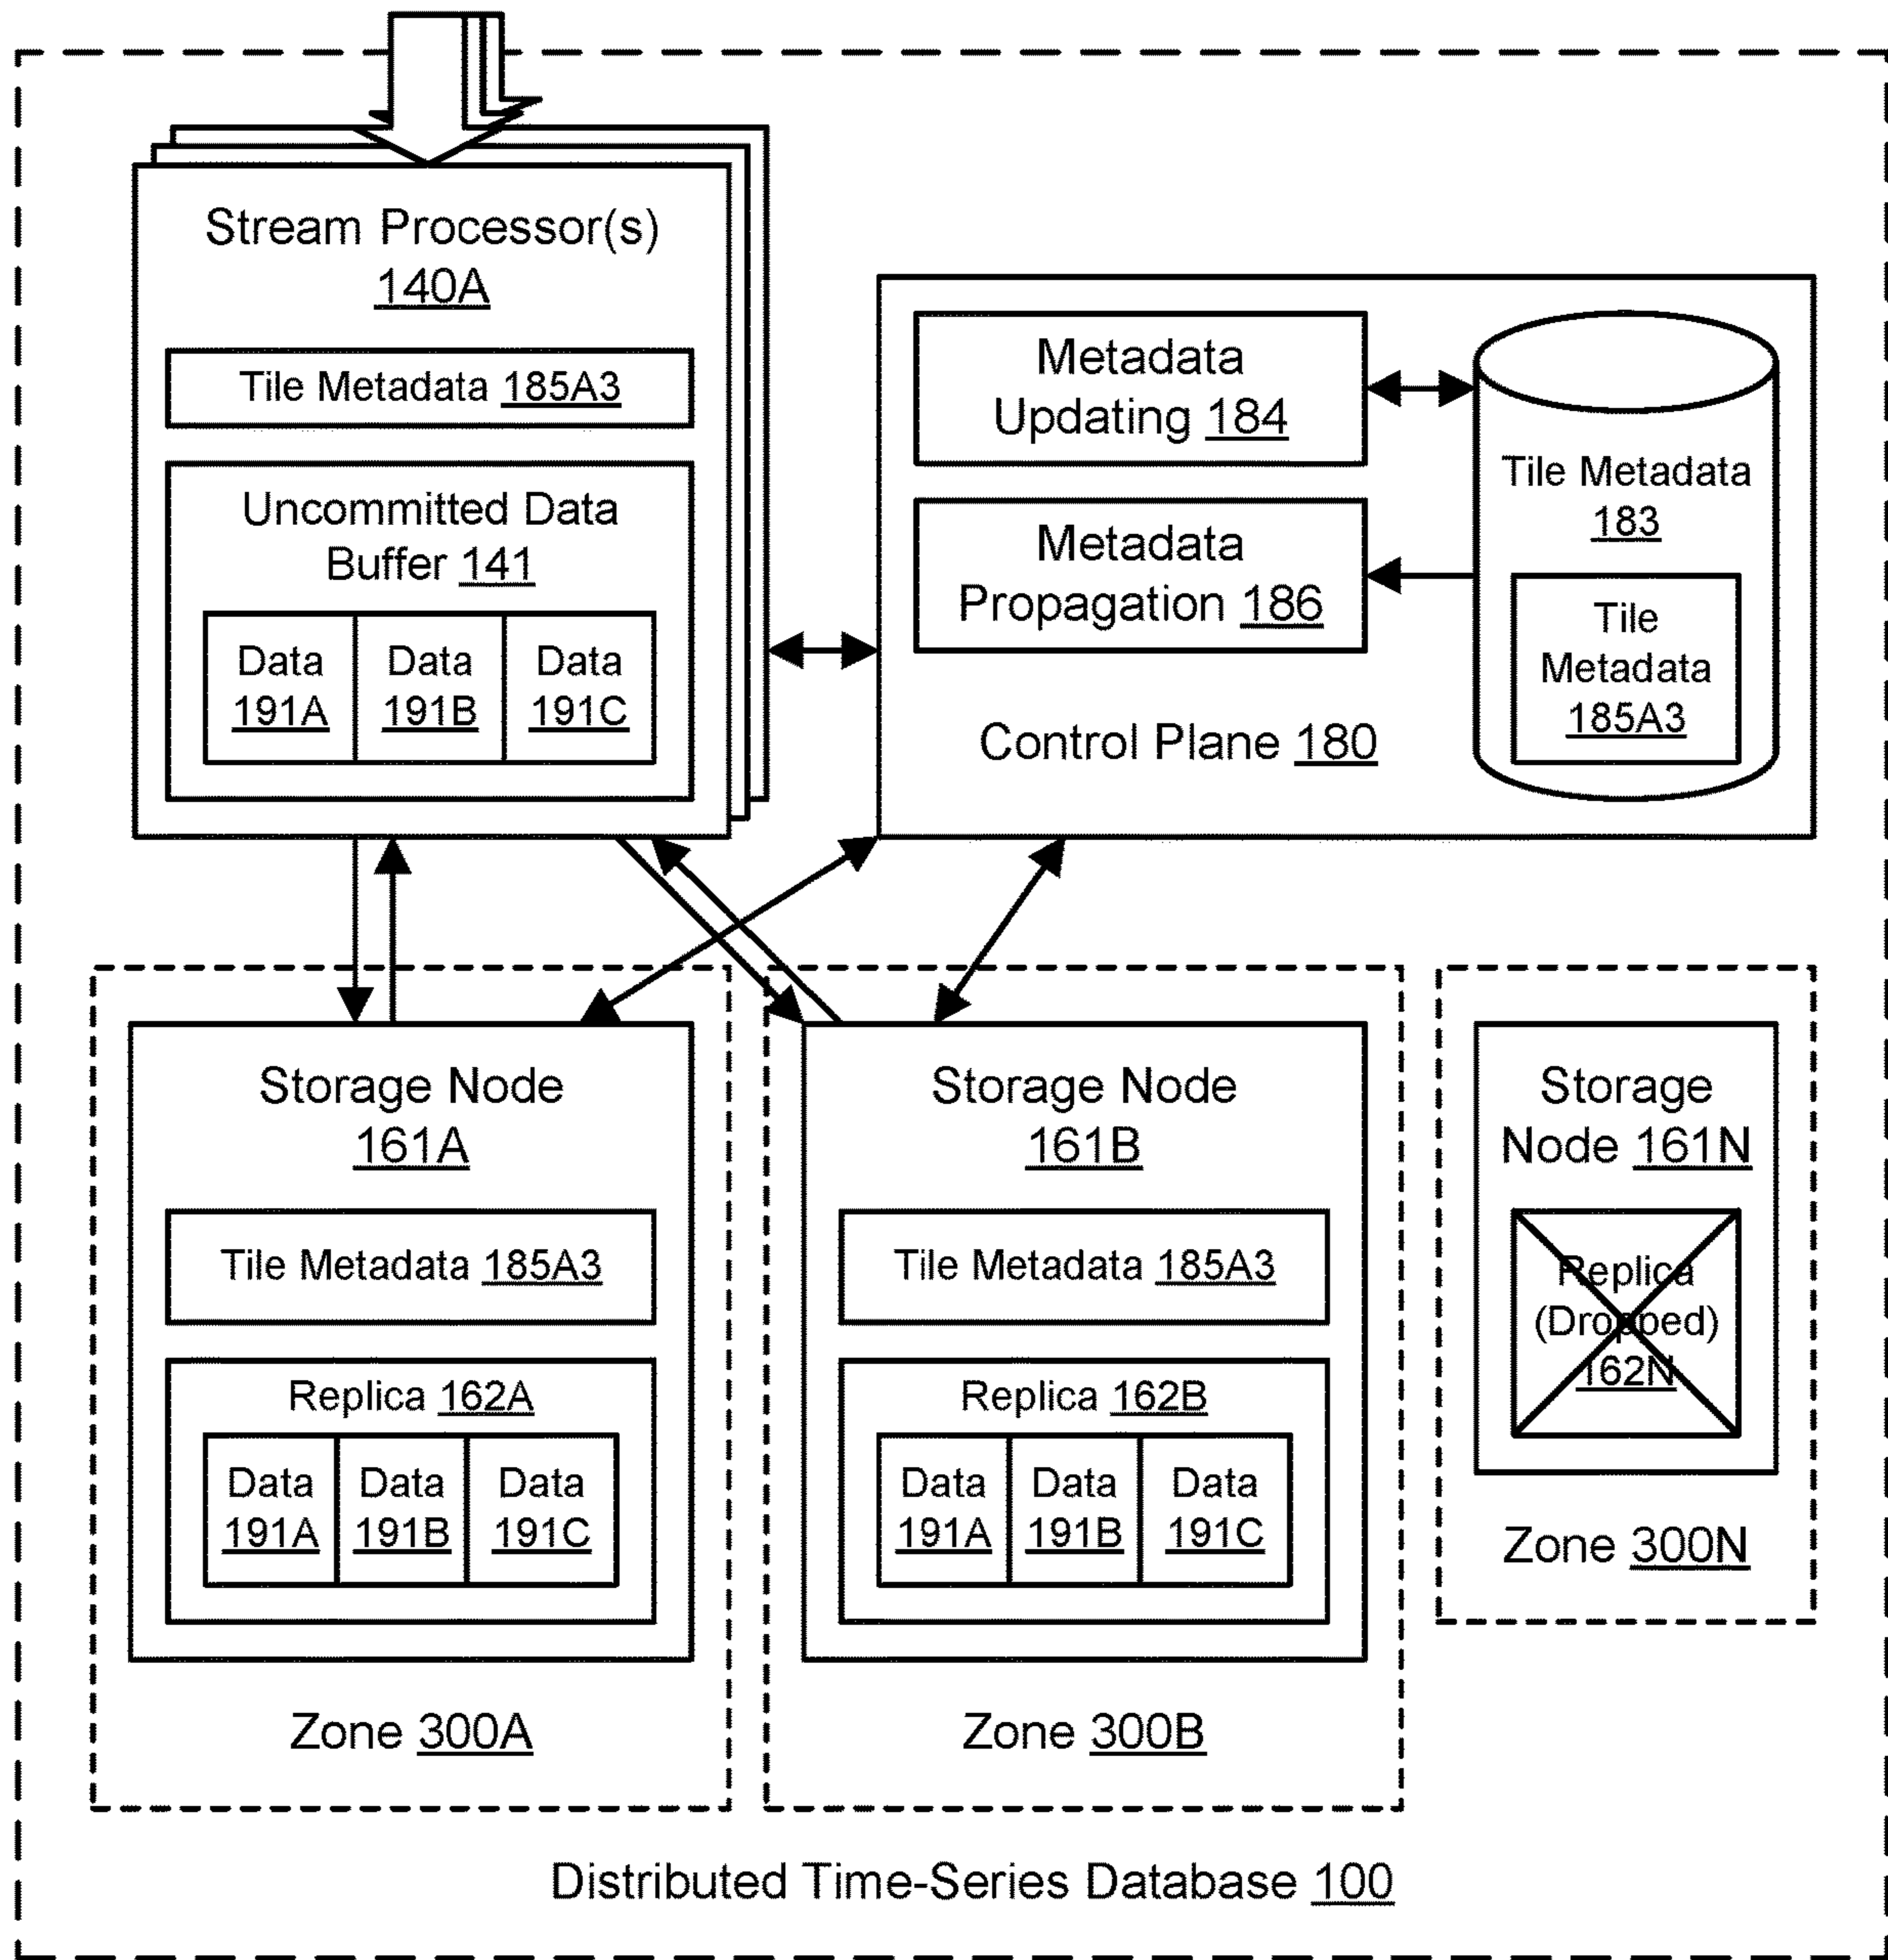 Stream Processor(s)
140A
Tile Metadata 185A3
Uncommitted Data
Buffer 141
Data
191A
Data
191B
Data
191C
Metadata
Updating 184
Metadata
Propagation 186
Tile Metadata
183
Tile
Metadata
185A3
Control Plane 180
Storage Node
161A
Tile Metadata 185A3
Replica 162A
Data
191A
Data
191B
Data
191C
Zone 300A
Storage Node
161B
Tile Metadata 185A3
Replica 162B
Data
191A
Data
191B
Data
191C
Zone 300B
Storage
Node 161N
Replica
(Dropped)
162N
Zone 300N
Distributed Time-Series Database 100